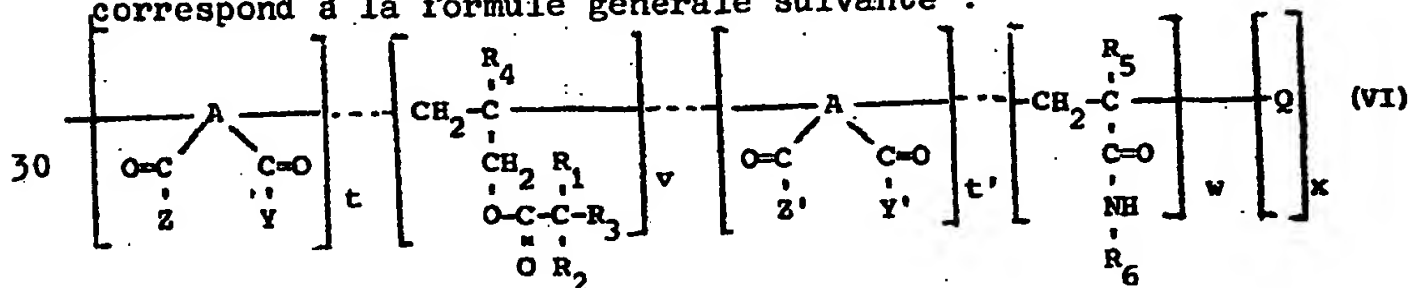 correspond à la formule générale suivante :
R4 R5
A CH2-C A CH2-C Q (VI)
30 O=C C=O CH2 R1 O=C C=O C=O
Z Y t O-C-C-R3 v Z' Y' t' NH w x
O R2 R6